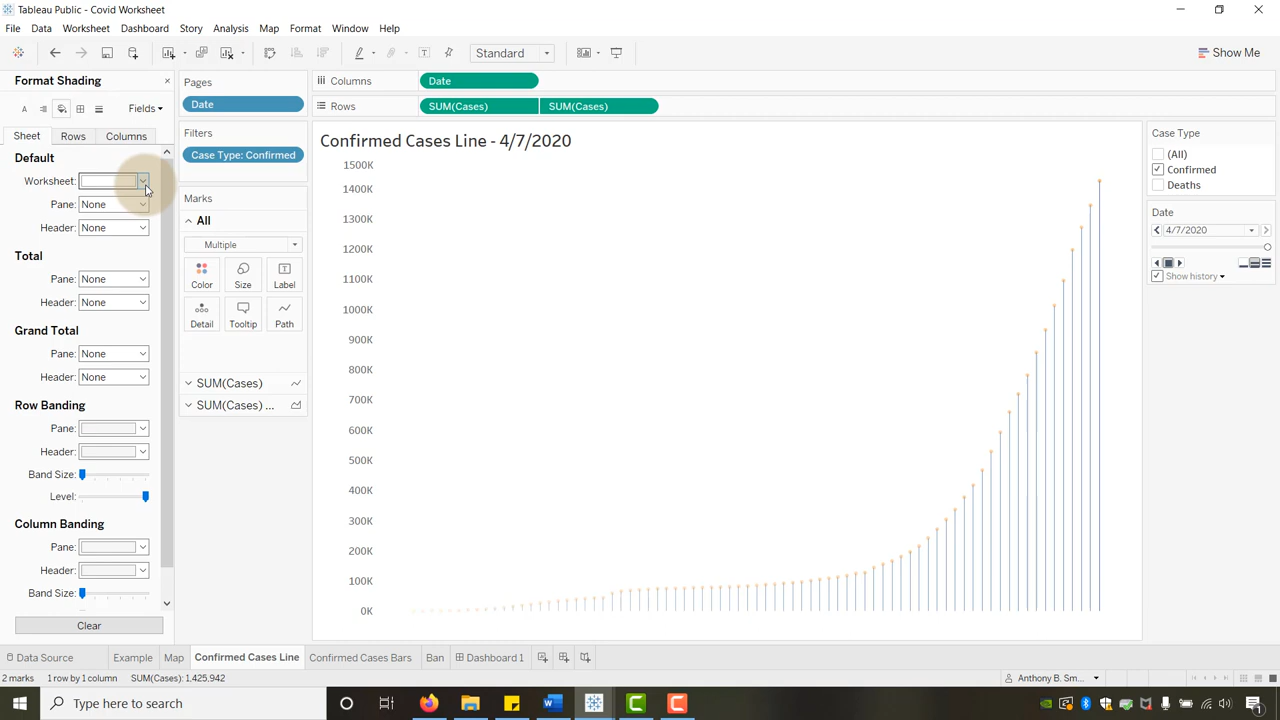 Tableau Public - Covid Worksheet
File Data Worksheet Dashboard Story Analysis Map Format Window Help
Standard
Show Me
Format Shading
Fields
Sheet Rows Columns
Default
Worksheet:
Pane: None
Header: None
Total
Pane: None
Header: None
Grand Total
Pane: None
Header: None
Row Banding
Pane:
Header:
Band Size:
Level:
Column Banding
Pane:
Header:
Band Size:
Clear
Pages
Date
Filters
Case Type: Confirmed
Marks
All
Multiple
Color Size Label
Detail Tooltip Path
SUM(Cases)
SUM(Cases) ...
Columns Date
Rows SUM(Cases) SUM(Cases)
Confirmed Cases Line - 4/7/2020
1500K
1400K
1300K
1200K
1100K
1000K
900K
800K
700K
600K
500K
400K
300K
200K
100K
0K
Case Type
(All)
Confirmed
Deaths
Date
4/7/2020
Show history
Data Source Example Map Confirmed Cases Line Confirmed Cases Bars Ban Dashboard 1
2 marks 1 row by 1 column SUM(Cases): 1,425,942 Anthony B. Sm...
Type here to search